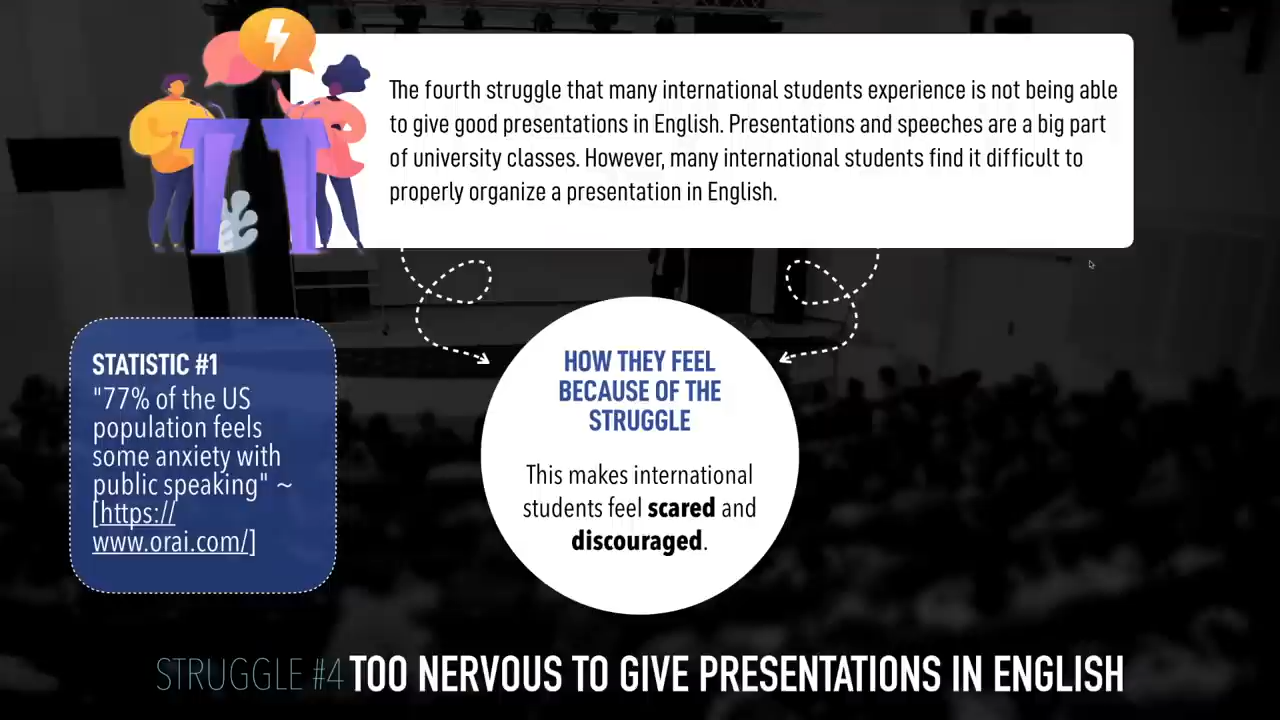 The fourth struggle that many international students experience is not being able
to give good presentations in English. Presentations and speeches are a big part
of university classes. However, many international students find it difficult to
properly organize a presentation in English.
STATISTIC #1
"77% of the US
population feels
some anxiety with
public speaking" ~
[https://
www.orai.com/]
HOW THEY FEEL
BECAUSE OF THE
STRUGGLE
This makes international
students feel scared and
discouraged.
STRUGGLE #4 TOO NERVOUS TO GIVE PRESENTATIONS IN ENGLISH